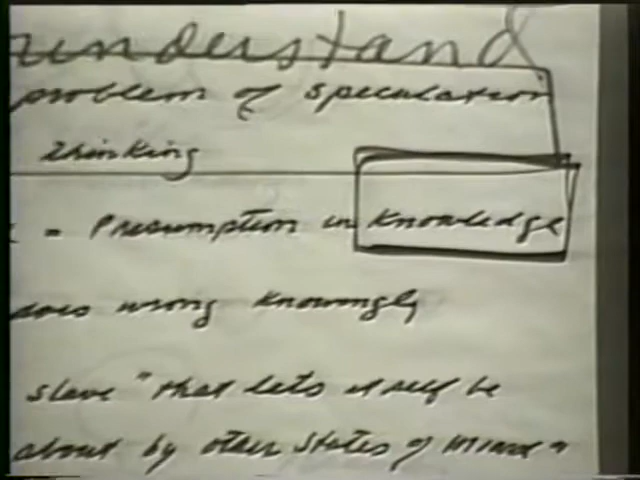 understand
problem of speculation
thinking
= Presumption in Knowledge
does wrong knowingly
slave "that lets itself be
about by other states of mind"